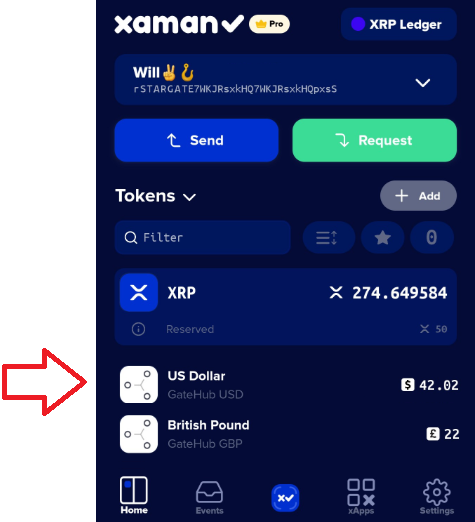 xaman Pro XRP Ledger
Will✌️🪝
rSTARGATE7WKJRsxkHQ7WKJRsxkHQpxsS
Send Request
Tokens + Add
Filter 0
XRP 274.649584
Reserved 50
US Dollar $ 42.02
GateHub USD
British Pound £ 22
GateHub GBP
Home Events xApps Settings